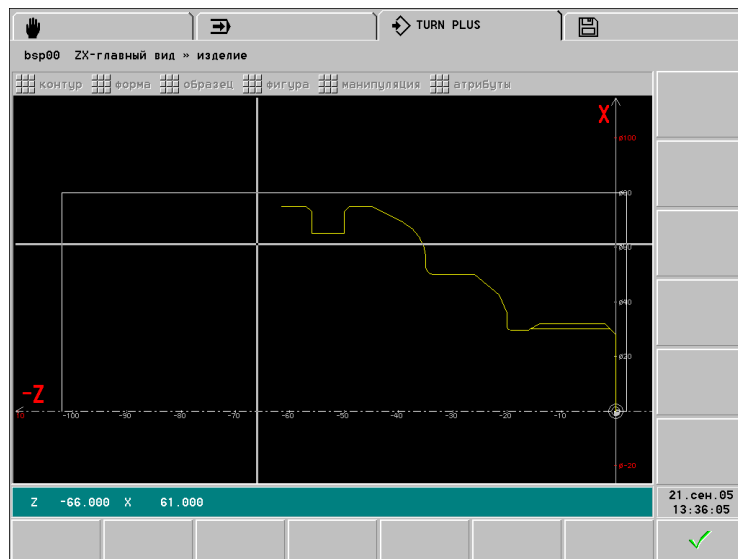 TURN PLUS
bsp00 ZX-главный вид » изделие
контур форма образец фигура манипуляция атрибуты
X
ø100
ø80
ø60
ø40
ø20
-Z
-100 -90 -80 -70 -60 -50 -40 -30 -20 -10
ø-20
Z -66.000 X 61.000
21.сен.05
13:36:05